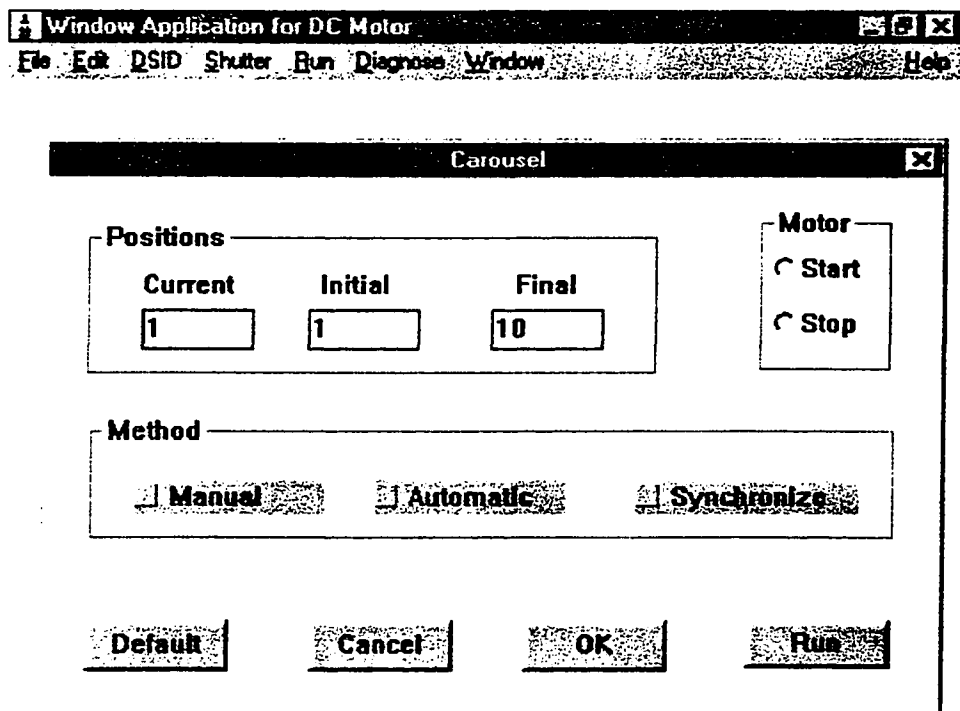 Window Application for DC Motor
File Edit DSID Shutter Run Diagnose Window Help
Carousel
Positions
Current Initial Final
1 1 10
Motor
Start
Stop
Method
Manual Automatic Synchronize
Default Cancel OK Run